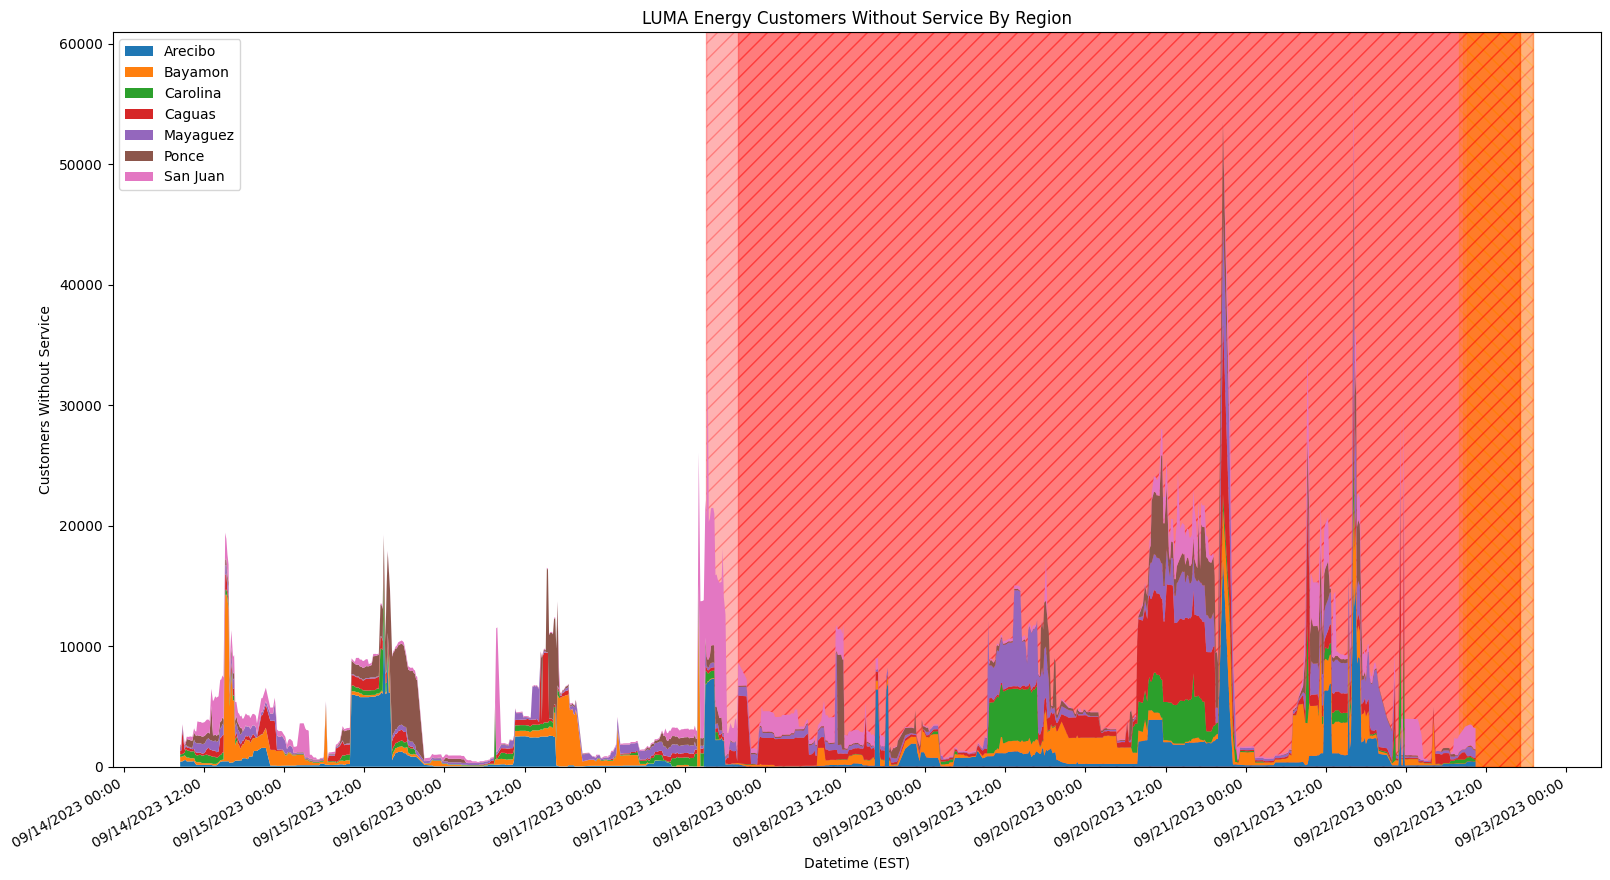 LUMA Energy Customers Without Service By Region
60000
50000
40000
30000
20000
10000
0
Customers Without Service
Arecibo
Bayamon
Carolina
Caguas
Mayaguez
Ponce
San Juan
09/14/2023 00:00
09/14/2023 12:00
09/15/2023 00:00
09/15/2023 12:00
09/16/2023 00:00
09/16/2023 12:00
09/17/2023 00:00
09/17/2023 12:00
09/18/2023 00:00
09/18/2023 12:00
09/19/2023 00:00
09/19/2023 12:00
09/20/2023 00:00
09/20/2023 12:00
09/21/2023 00:00
09/21/2023 12:00
09/22/2023 00:00
09/22/2023 12:00
09/23/2023 00:00
Datetime (EST)